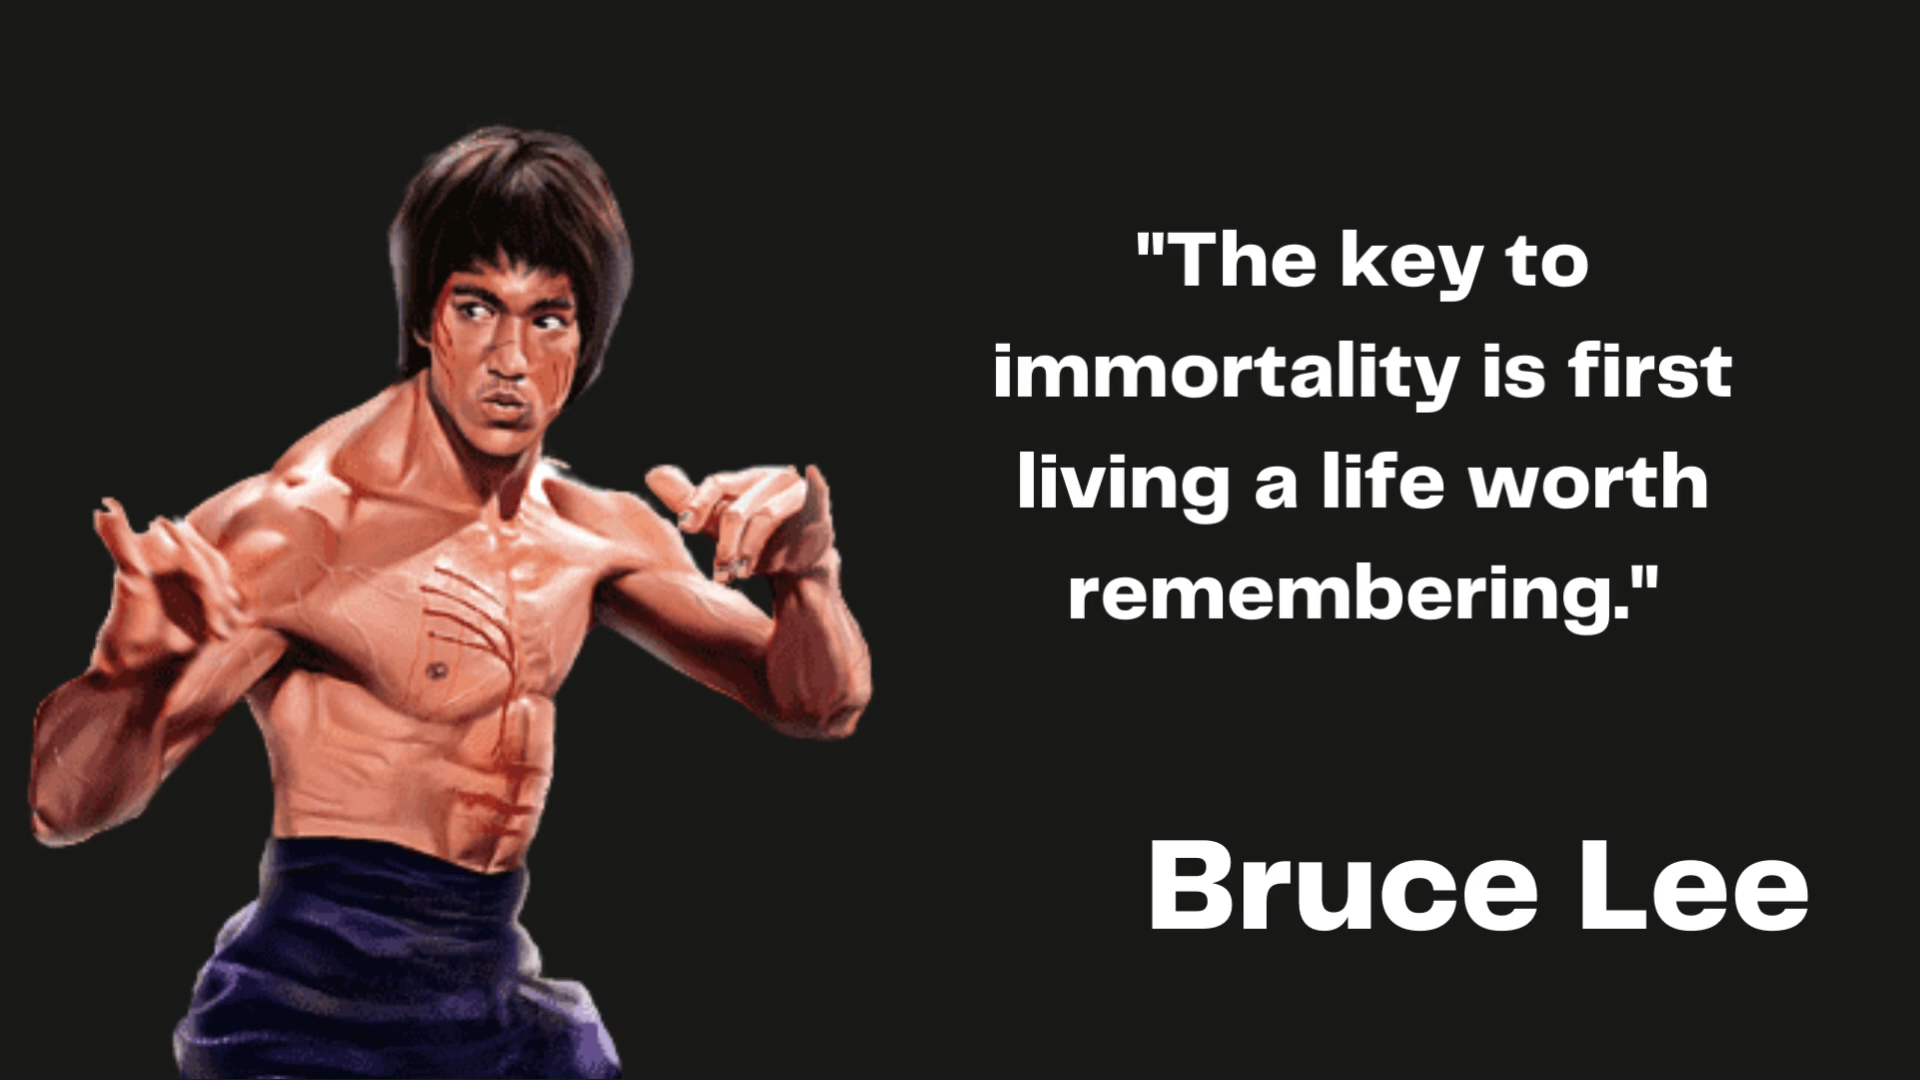 "The key to
immortality is first
living a life worth
remembering."
Bruce Lee